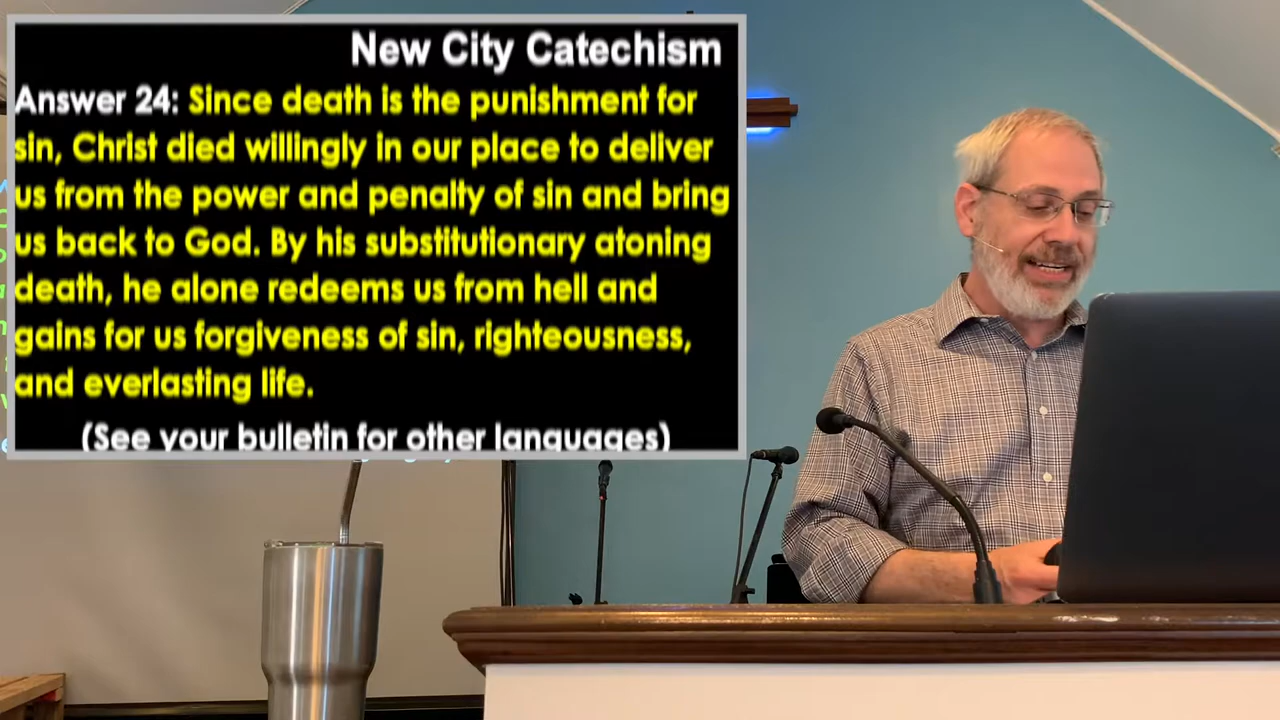 New City Catechism
Answer 24: Since death is the punishment for
sin, Christ died willingly in our place to deliver
us from the power and penalty of sin and bring
us back to God. By his substitutionary atoning
death, he alone redeems us from hell and
gains for us forgiveness of sin, righteousness,
and everlasting life.
(See your bulletin for other languages)